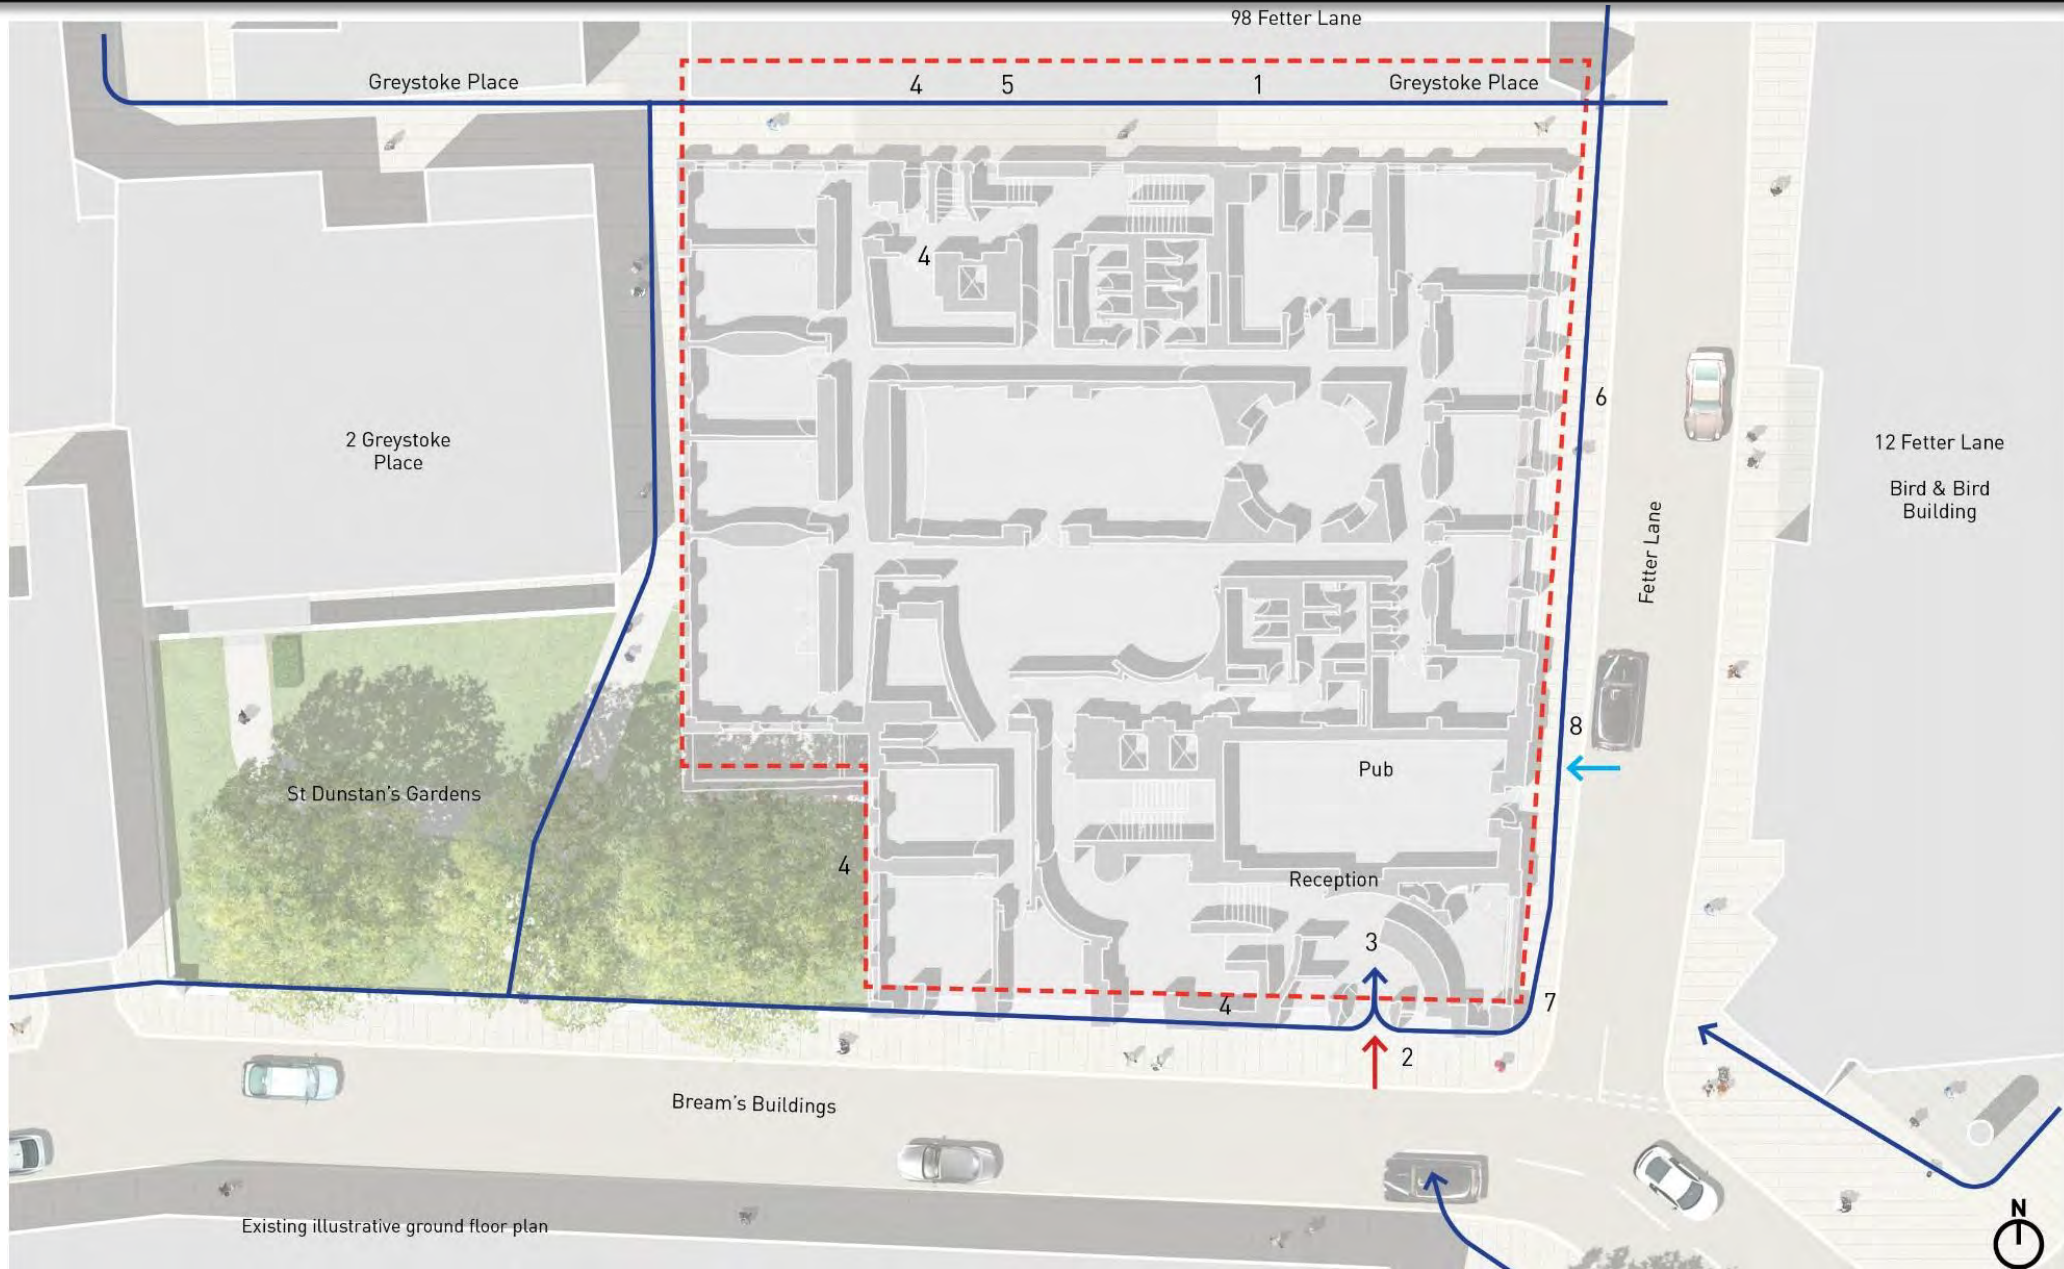 98 Fetter Lane
Greystoke Place
4
5
1
Greystoke Place
4
6
2 Greystoke
Place
12 Fetter Lane
Bird & Bird
Building
Fetter Lane
8
Pub
St Dunstan's Gardens
4
Reception
3
4
7
2
Bream's Buildings
Existing illustrative ground floor plan
N